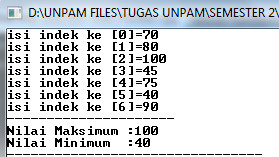 D:\UNPAM FILES\TUGAS UNPAM\SEMESTER 2\
isi indek ke [0]=70
isi indek ke [1]=80
isi indek ke [2]=100
isi indek ke [3]=45
isi indek ke [4]=75
isi indek ke [5]=40
isi indek ke [6]=90
---------------------
Nilai Maksimum :100
Nilai Minimum  :40
--------------------------------